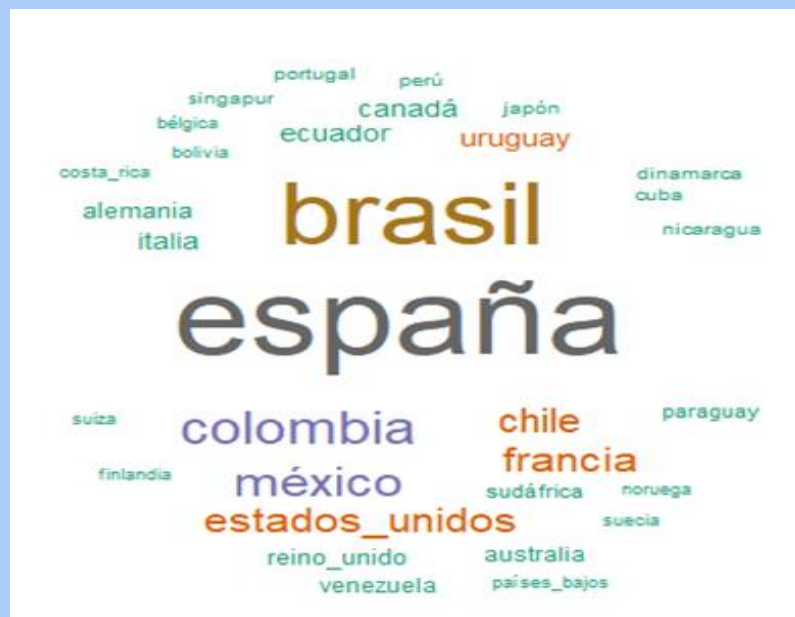 portugal
perú
singapur
canadá
japón
bélgica
ecuador
uruguay
bolivia
costa_rica
dinamarca
cuba
alemania
brasil
nicaragua
italia
españa
suiza
colombia
chile
paraguay
francia
finlandia
méxico
sudáfrica
noruega
estados_unidos
suecia
reino_unido
australia
venezuela
países_bajos